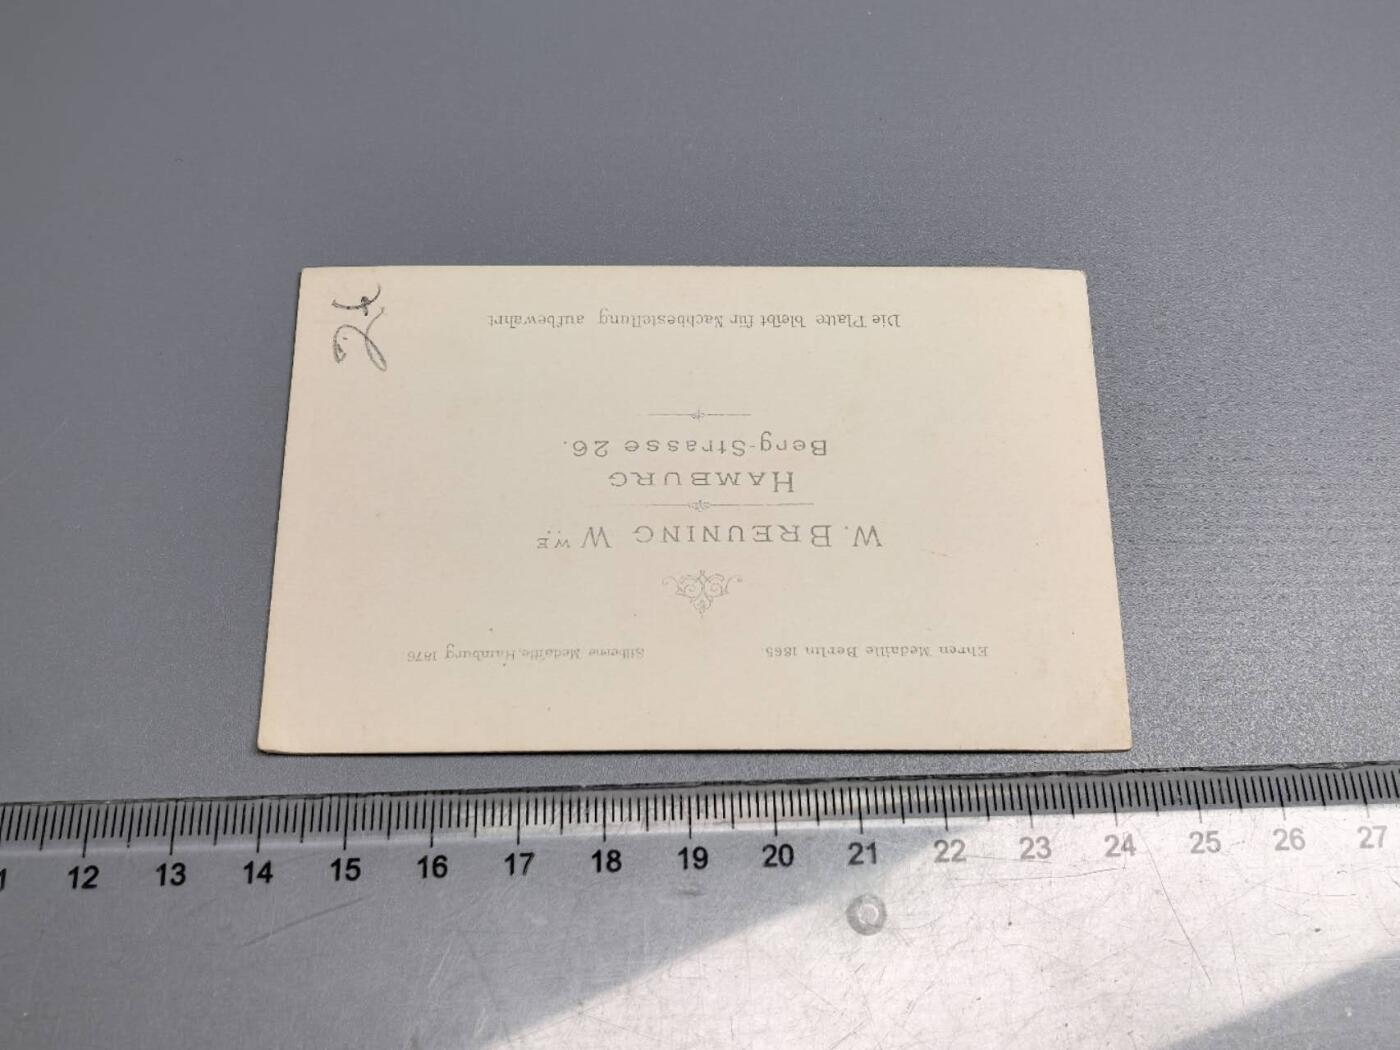 Ehren Medaille Berlin 1865.
Silberne Medaille, Hamburg 1876
W. BREUNING WWE
HAMBURG
Berg-Strasse 26.
Die Platte bleibt für Nachbestellung aufbewahrt
12 13 14 15 16 17 18 19 20 21 22 23 24 25 26 27